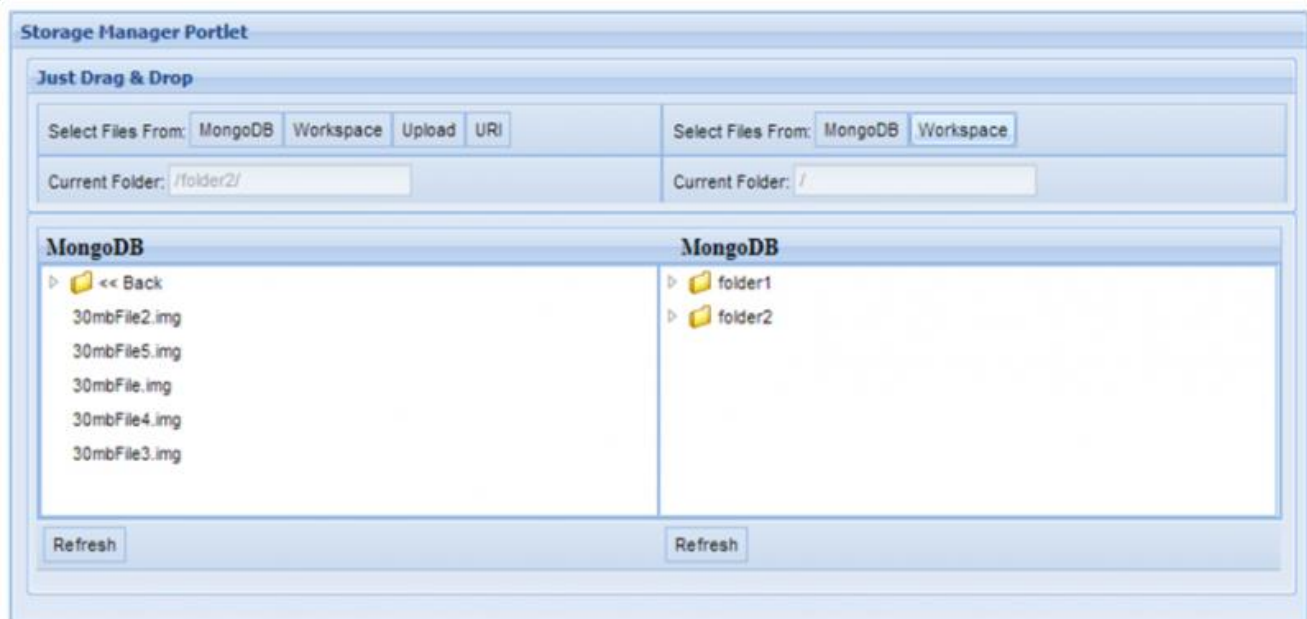 Storage Manager Portlet
Just Drag & Drop
Select Files From: MongoDB Workspace Upload URI
Select Files From: MongoDB Workspace
Current Folder: /folder2/
Current Folder: /
MongoDB
MongoDB
<< Back
30mbFile2.img
30mbFile5.img
30mbFile.img
30mbFile4.img
30mbFile3.img
folder1
folder2
Refresh
Refresh